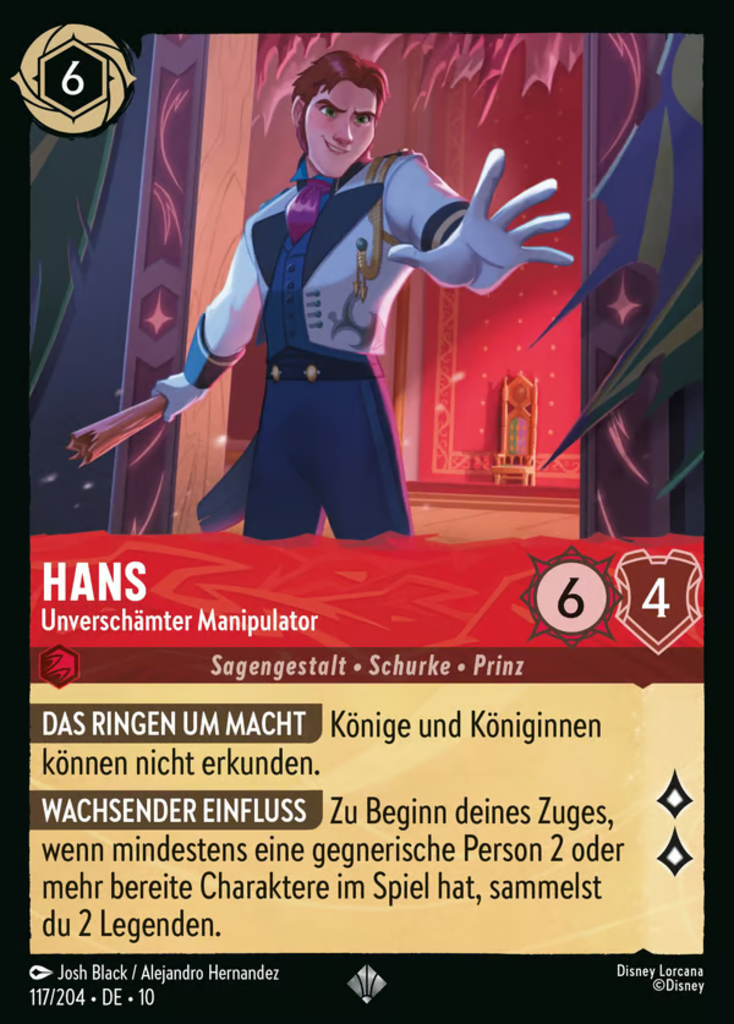 6
HANS
Unverschämter Manipulator
6 4
Sagengestalt • Schurke • Prinz
DAS RINGEN UM MACHT Könige und Königinnen
können nicht erkunden.
WACHSENDER EINFLUSS Zu Beginn deines Zuges,
wenn mindestens eine gegnerische Person 2 oder
mehr bereite Charaktere im Spiel hat, sammelst
du 2 Legenden.
Josh Black / Alejandro Hernandez
117/204 • DE • 10
Disney Lorcana
©Disney